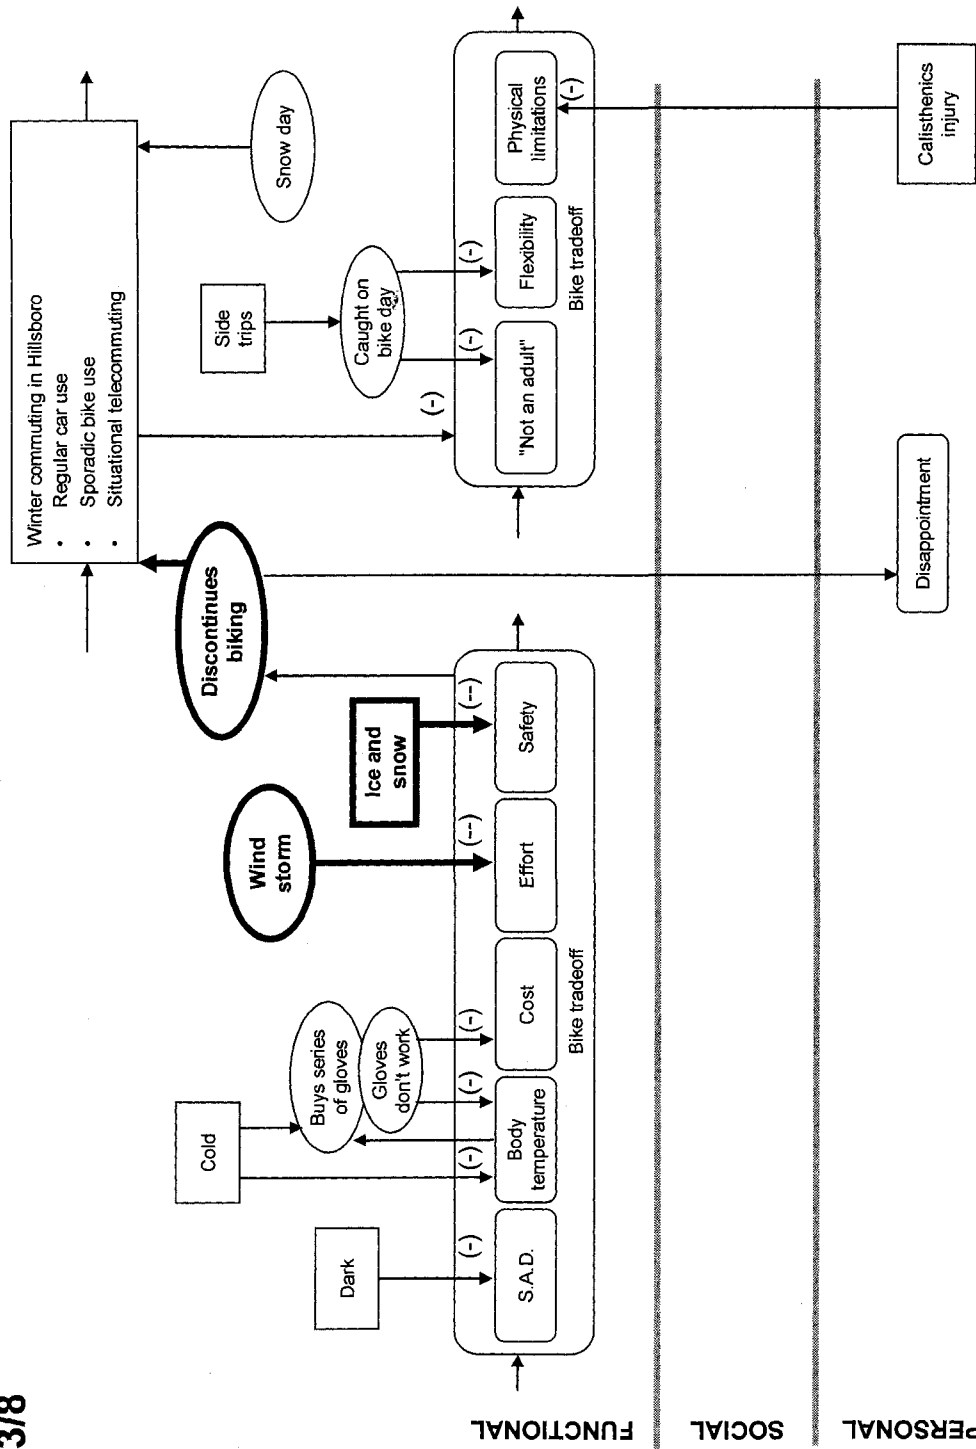 3/8
Winter commuting in Hillsboro
• Regular car use
• Sporadic bike use
• Situational telecommuting
Discontinues
biking
Snow day
Side
trips
Caught on
bike day
(-)
(-)
(-)
"Not an adult"
Flexibility
Physical
limitations
(-)
Bike tradeoff
Wind
storm
Ice and
snow
Cold
Dark
Buys series
of gloves
Gloves
don't work
(-)
(-)
(-)
(-)
(--)
(--)
S.A.D.
Body
temperature
Cost
Effort
Safety
Bike tradeoff
Disappointment
Calisthenics
injury
FUNCTIONAL
SOCIAL
PERSONAL